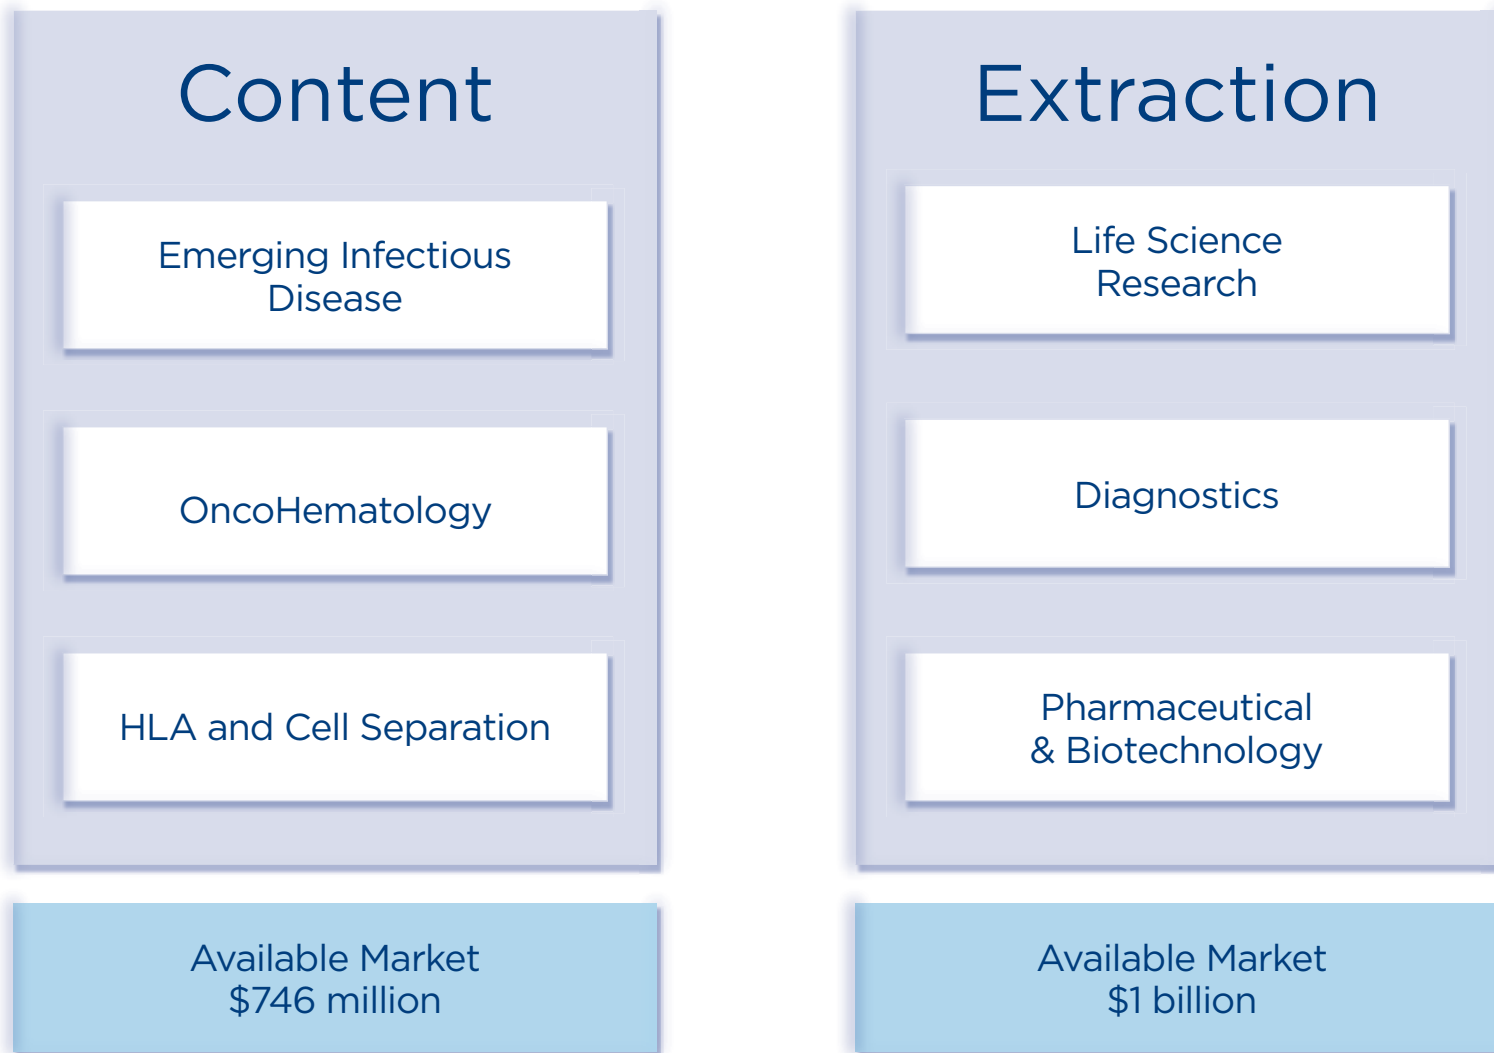 Content
Emerging Infectious
Disease
OncoHematology
HLA and Cell Separation
Available Market
$746 million
Extraction
Life Science
Research
Diagnostics
Pharmaceutical
& Biotechnology
Available Market
$1 billion